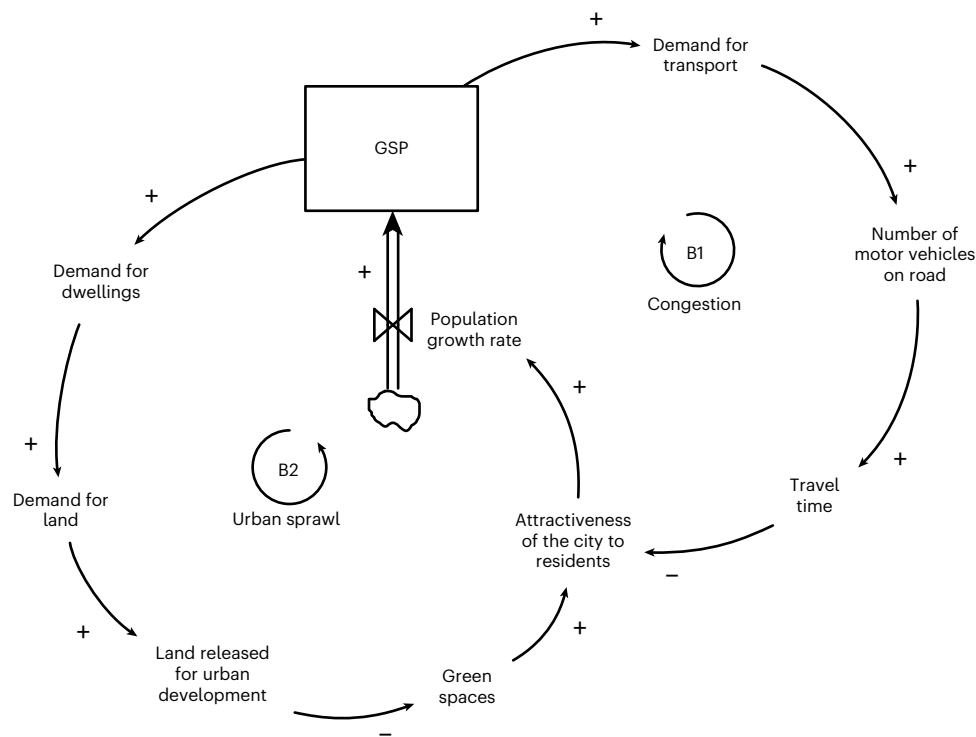 +
Demand for
transport
GSP
+
+
Demand for
dwellings
+
Population
growth rate
B1
Congestion
Number of
motor vehicles
on road
+
+
B2
Urban sprawl
+
Demand for
land
Travel
time
Attractiveness
of the city to
residents
−
+
Land released
for urban
development
+
Green
spaces
−